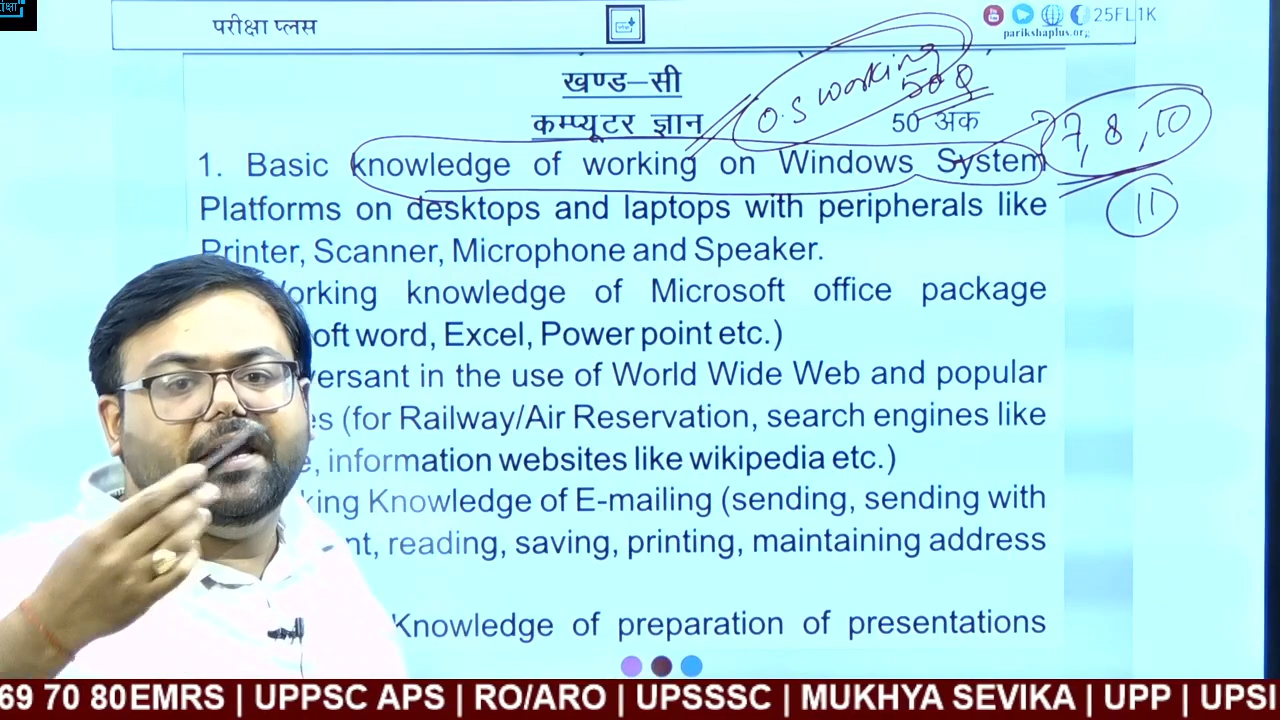 परीक्षा प्लस
25FL1K
parikshaplus.org
खण्ड–सी
O.S working
50 Q
कम्प्यूटर ज्ञान
50 अंक
7, 8, 10
11
1. Basic knowledge of working on Windows System
Platforms on desktops and laptops with peripherals like
Printer, Scanner, Microphone and Speaker.
orking knowledge of Microsoft office package
oft word, Excel, Power point etc.)
versant in the use of World Wide Web and popular
es (for Railway/Air Reservation, search engines like
e, information websites like wikipedia etc.)
king Knowledge of E-mailing (sending, sending with
nt, reading, saving, printing, maintaining address
Knowledge of preparation of presentations
69 70 80EMRS | UPPSC APS | RO/ARO | UPSSSC | MUKHYA SEVIKA | UPP | UPSI